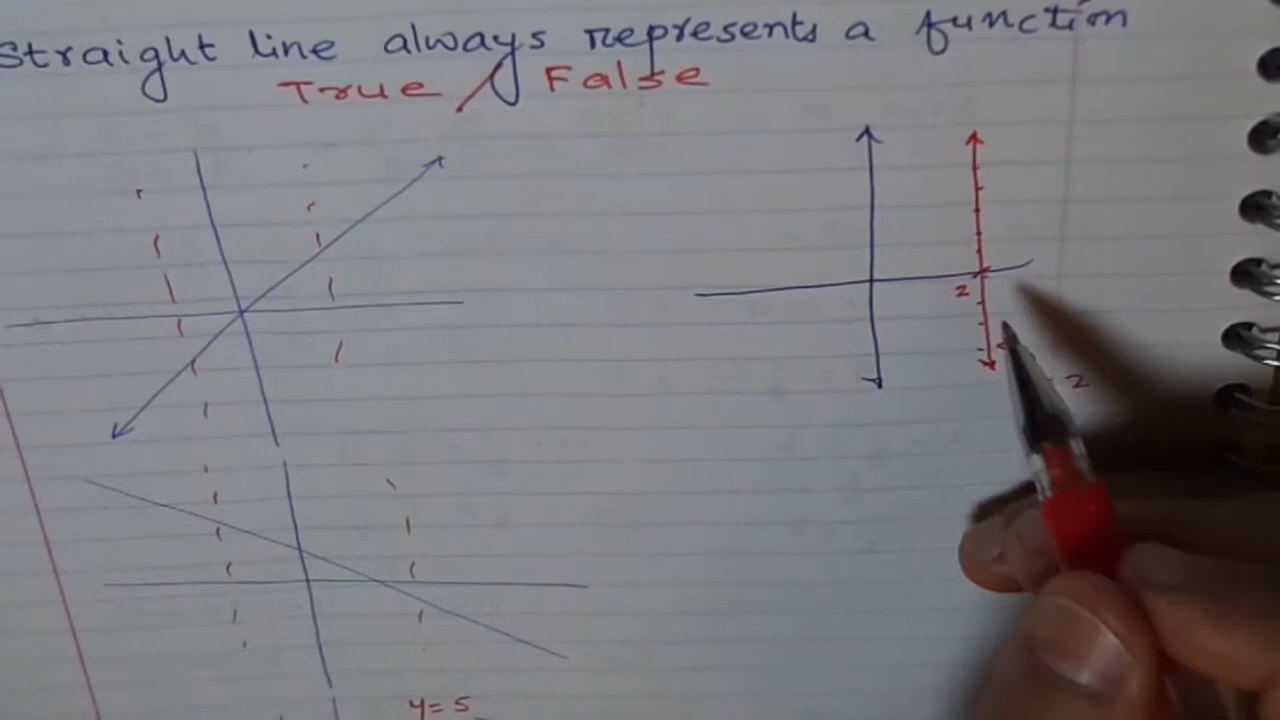 Straight line always represents a function
True / False
2
2
y = 5